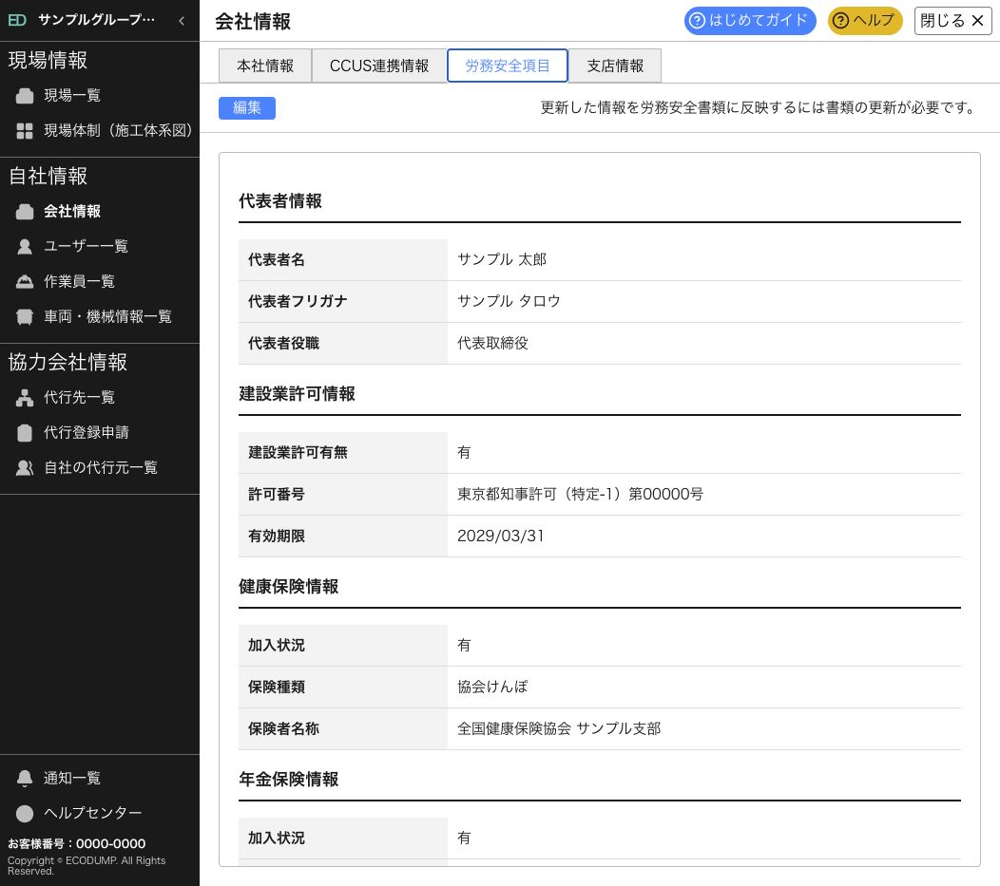 ED サンプルグループ…
現場情報
現場一覧
現場体制（施工体系図）
自社情報
会社情報
ユーザー一覧
作業員一覧
車両・機械情報一覧
協力会社情報
代行先一覧
代行登録申請
自社の代行元一覧
通知一覧
ヘルプセンター
お客様番号：0000-0000
Copyright © ECODUMP. All Rights
Reserved.
会社情報
はじめてガイド
ヘルプ
閉じる
本社情報
CCUS連携情報
労務安全項目
支店情報
編集
更新した情報を労務安全書類に反映するには書類の更新が必要です。
代表者情報
代表者名 サンプル 太郎
代表者フリガナ サンプル タロウ
代表者役職 代表取締役
建設業許可情報
建設業許可有無 有
許可番号 東京都知事許可（特定-1）第00000号
有効期限 2029/03/31
健康保険情報
加入状況 有
保険種類 協会けんぽ
保険者名称 全国健康保険協会 サンプル支部
年金保険情報
加入状況 有